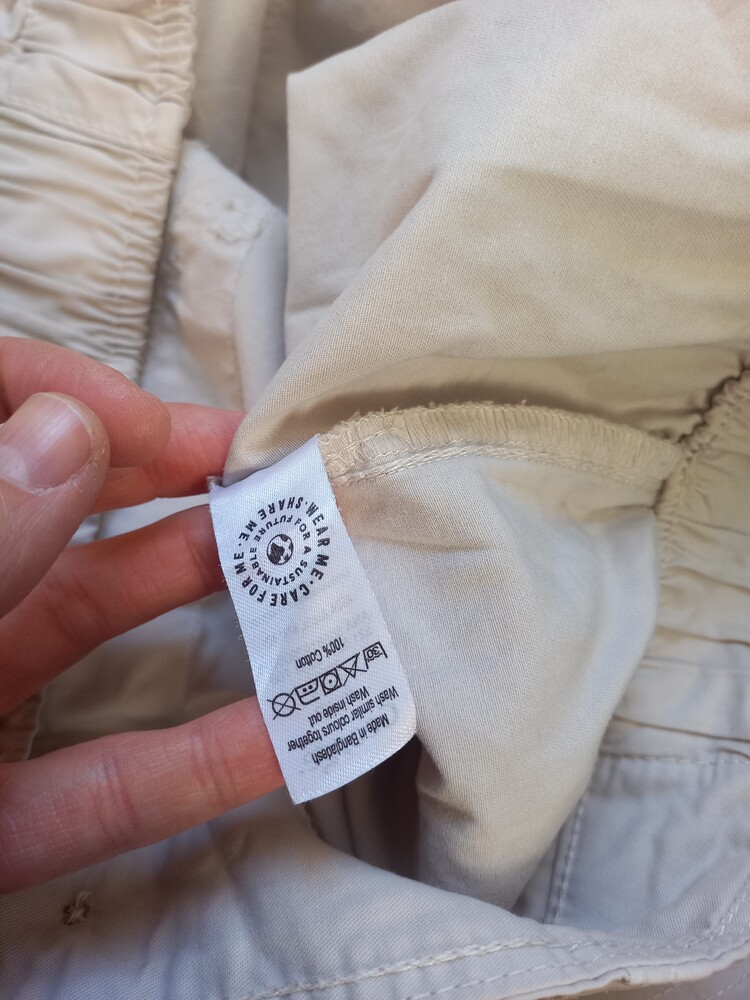 WEAR ME · CARE FOR ME · SHARE ME ·
FOR A SUSTAINABLE FUTURE
100% Cotton
30
Wash inside out
Wash similar colours together
Made in Bangladesh